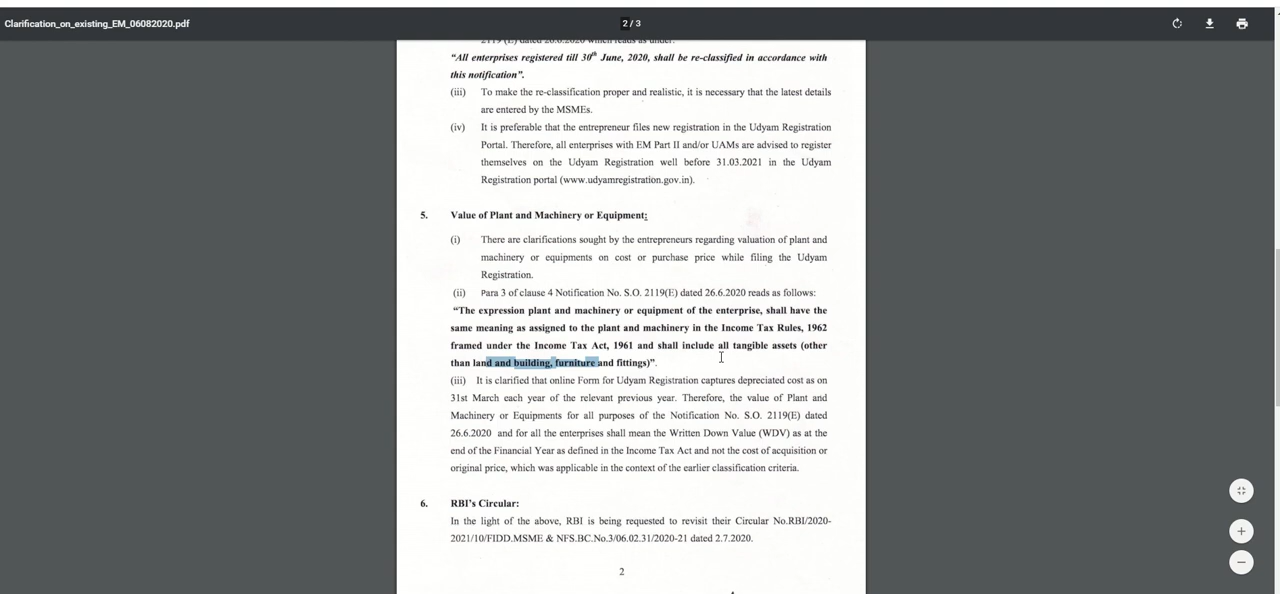 Clarification_on_existing_EM_06082020.pdf
2 / 3
2119 (E) dated 26.6.2020 which reads as under:
“All enterprises registered till 30th June, 2020, shall be re-classified in accordance with
this notification”.
(iii) To make the re-classification proper and realistic, it is necessary that the latest details
are entered by the MSMEs.
(iv) It is preferable that the entrepreneur files new registration in the Udyam Registration
Portal. Therefore, all enterprises with EM Part II and/or UAMs are advised to register
themselves on the Udyam Registration well before 31.03.2021 in the Udyam
Registration portal (www.udyamregistration.gov.in).
5. Value of Plant and Machinery or Equipment:
(i) There are clarifications sought by the entrepreneurs regarding valuation of plant and
machinery or equipments on cost or purchase price while filing the Udyam
Registration.
(ii) Para 3 of clause 4 Notification No. S.O. 2119(E) dated 26.6.2020 reads as follows:
“The expression plant and machinery or equipment of the enterprise, shall have the
same meaning as assigned to the plant and machinery in the Income Tax Rules, 1962
framed under the Income Tax Act, 1961 and shall include all tangible assets (other
than land and building, furniture and fittings)”.
(iii) It is clarified that online Form for Udyam Registration captures depreciated cost as on
31st March each year of the relevant previous year. Therefore, the value of Plant and
Machinery or Equipments for all purposes of the Notification No. S.O. 2119(E) dated
26.6.2020 and for all the enterprises shall mean the Written Down Value (WDV) as at the
end of the Financial Year as defined in the Income Tax Act and not the cost of acquisition or
original price, which was applicable in the context of the earlier classification criteria.
6. RBI’s Circular:
In the light of the above, RBI is being requested to revisit their Circular No.RBI/2020-
2021/10/FIDD.MSME & NFS.BC.No.3/06.02.31/2020-21 dated 2.7.2020.
2